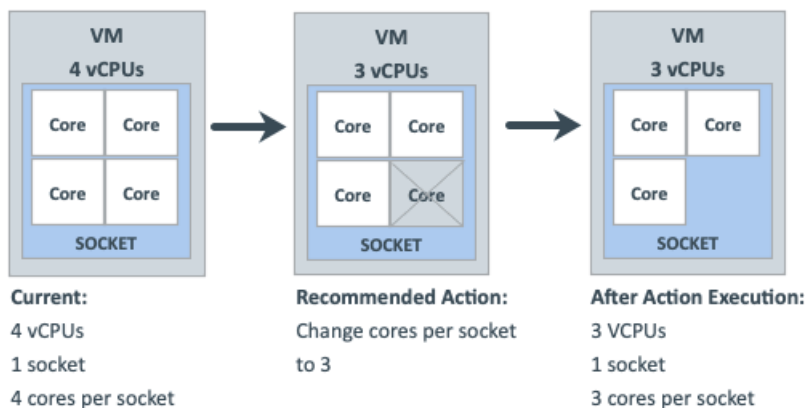 VM
4 vCPUs
Core Core
Core Core
SOCKET
VM
3 vCPUs
Core Core
Core Core
SOCKET
VM
3 vCPUs
Core Core
Core
SOCKET
Current:
4 vCPUs
1 socket
4 cores per socket
Recommended Action:
Change cores per socket
to 3
After Action Execution:
3 VCPUs
1 socket
3 cores per socket